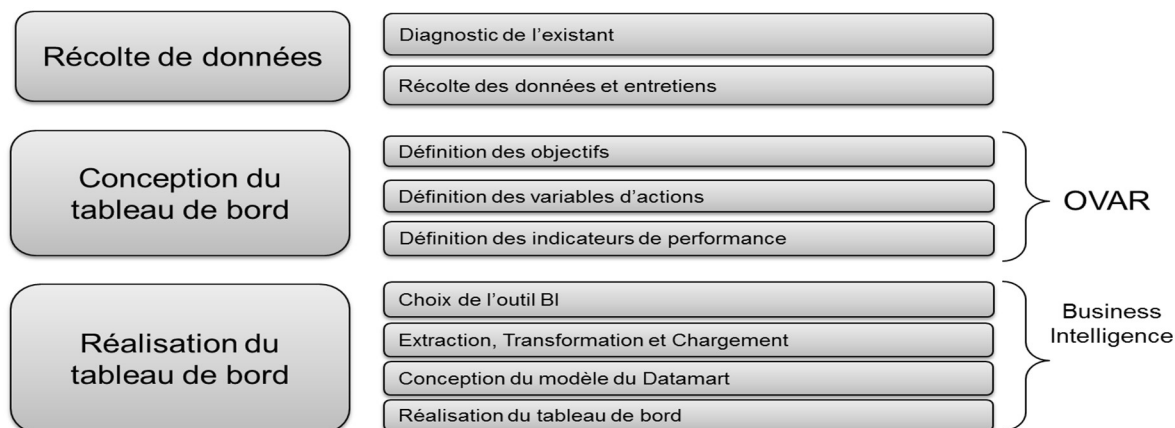 Récolte de données
Diagnostic de l’existant
Récolte des données et entretiens
Conception du
tableau de bord
Définition des objectifs
Définition des variables d’actions
Définition des indicateurs de performance
OVAR
Réalisation du
tableau de bord
Choix de l’outil BI
Extraction, Transformation et Chargement
Conception du modèle du Datamart
Réalisation du tableau de bord
Business
Intelligence